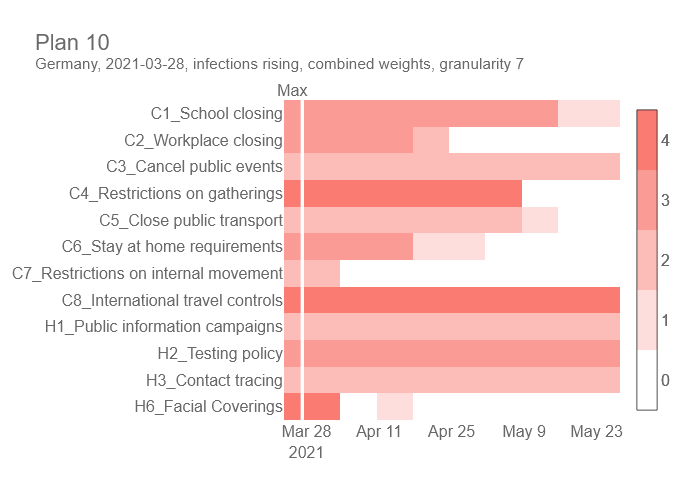 Plan 10
Germany, 2021-03-28, infections rising, combined weights, granularity 7
Max
C1_School closing
C2_Workplace closing
C3_Cancel public events
C4_Restrictions on gatherings
C5_Close public transport
C6_Stay at home requirements
C7_Restrictions on internal movement
C8_International travel controls
H1_Public information campaigns
H2_Testing policy
H3_Contact tracing
H6_Facial Coverings
Mar 28 Apr 11 Apr 25 May 9 May 23
2021
4
3
2
1
0